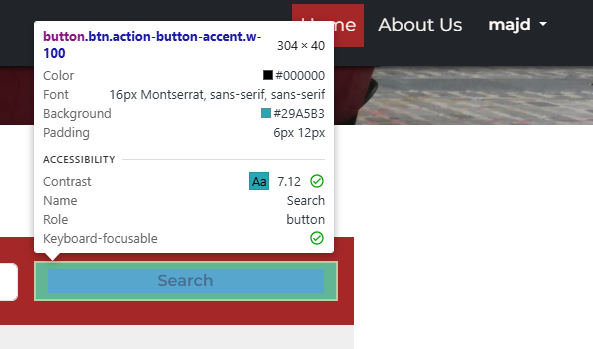 Home
About Us
majd
button.btn.action-button-accent.w-
100
304 × 40
Color #000000
Font 16px Montserrat, sans-serif, sans-serif
Background #29A5B3
Padding 6px 12px
ACCESSIBILITY
Contrast Aa 7.12
Name Search
Role button
Keyboard-focusable
Search